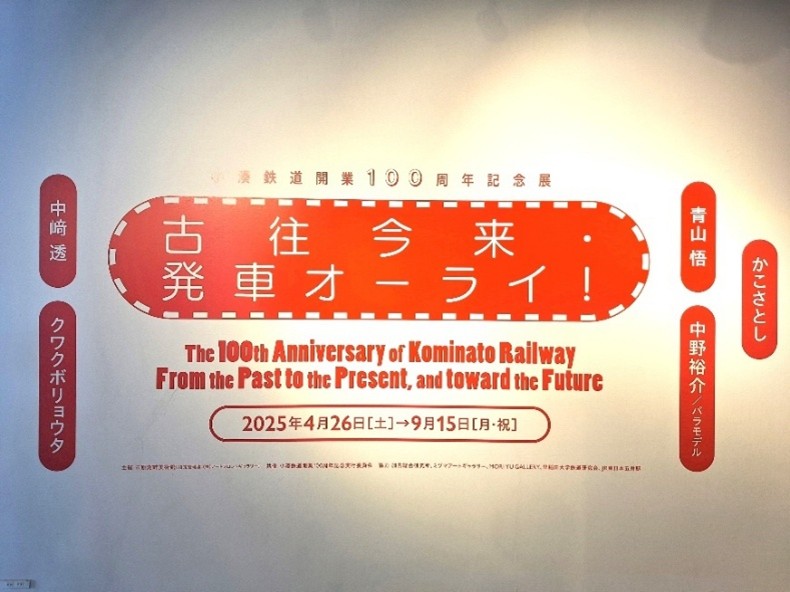 小湊鉄道開業100周年記念展
古往今来・
発車オーライ!
The 100th Anniversary of Kominato Railway
From the Past to the Present, and toward the Future
2025年4月26日[土]→9月15日[月・祝]
中﨑 透
クワクボリョウタ
青山 悟
中野裕介/パラモデル
かこさとし